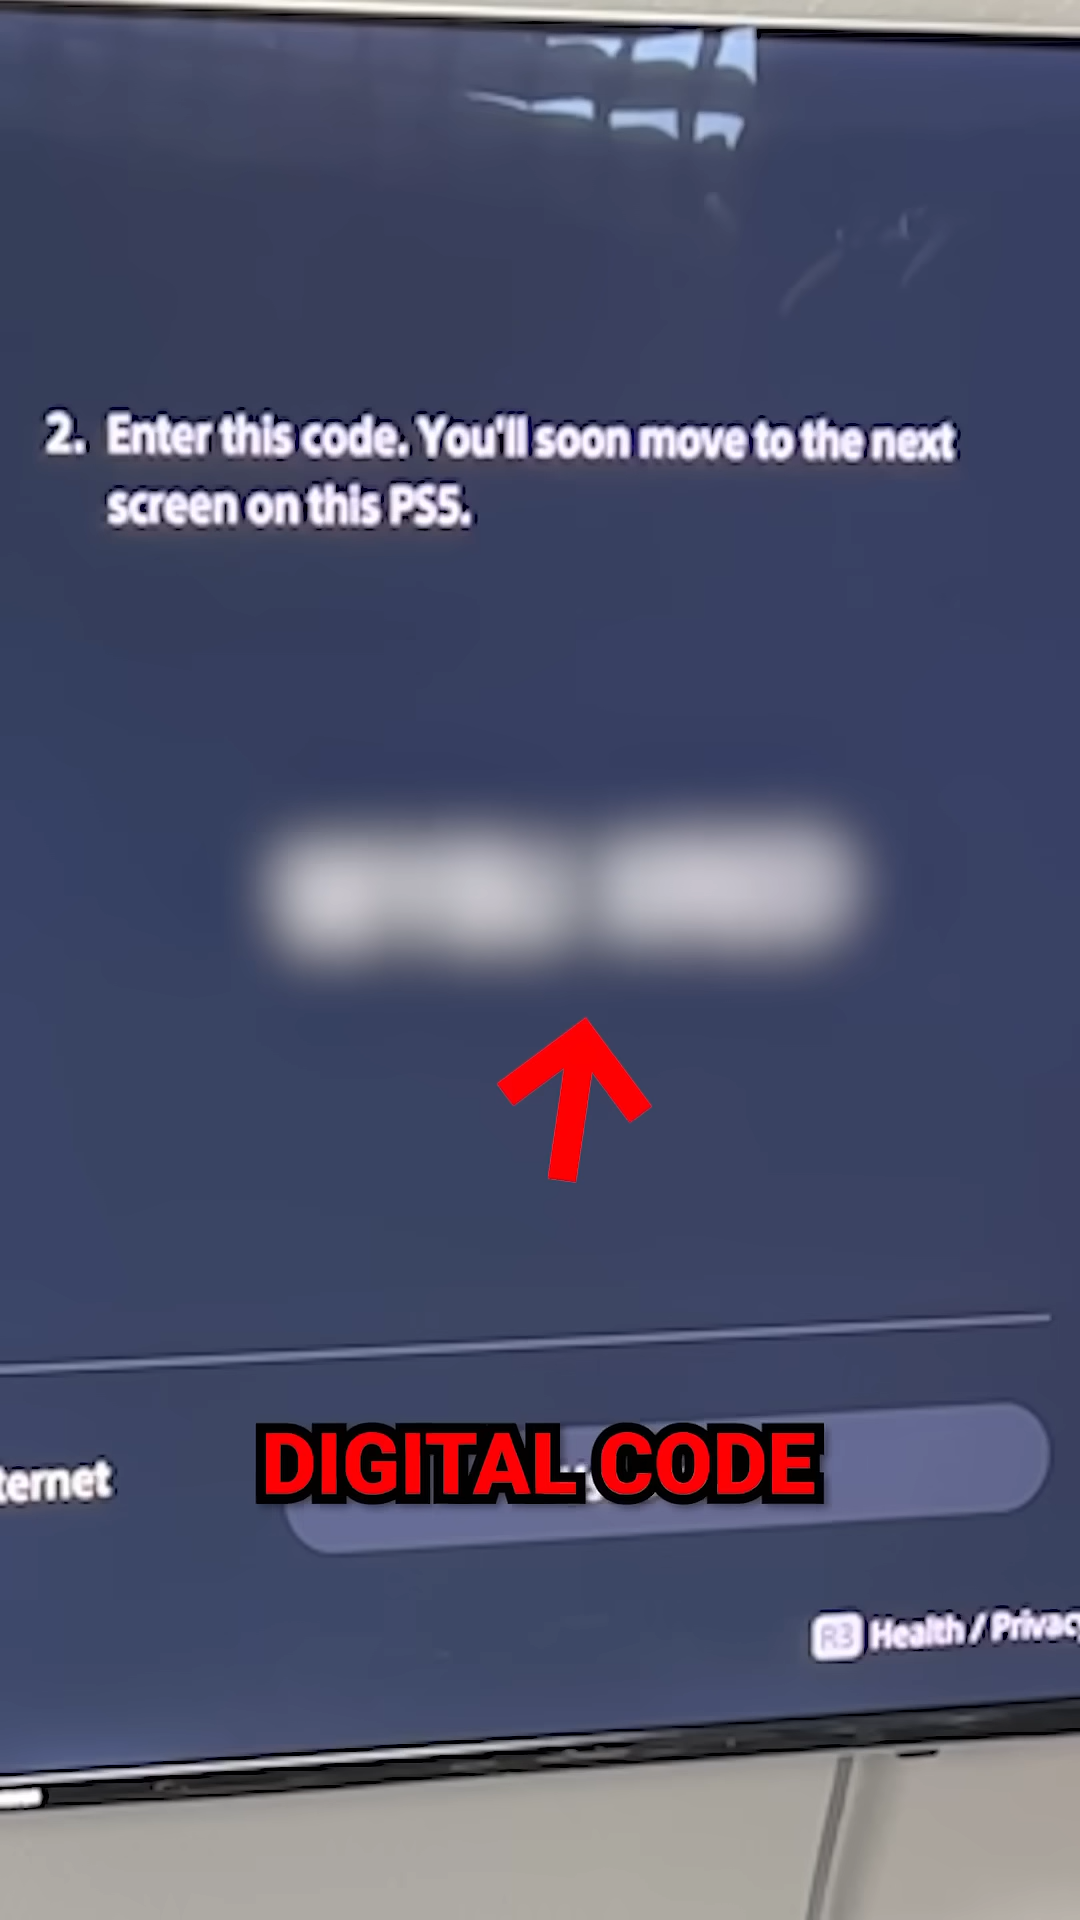 2. Enter this code. You'll soon move to the next
screen on this PS5.
DIGITAL CODE
ternet
R3 Health / Privacy